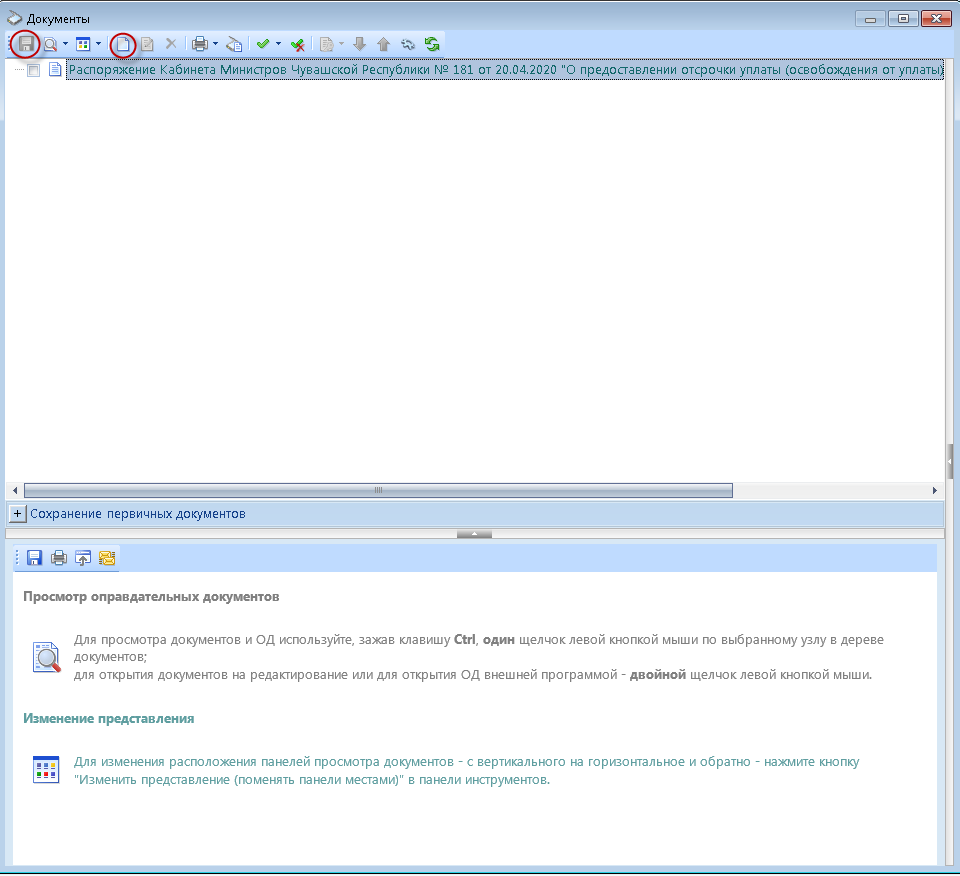 Документы
Распоряжение Кабинета Министров Чувашской Республики № 181 от 20.04.2020 "О предоставлении отсрочки уплаты (освобождения от уплаты)
+ Сохранение первичных документов
Просмотр оправдательных документов
Для просмотра документов и ОД используйте, зажав клавишу Ctrl, один щелчок левой кнопкой мыши по выбранному узлу в дереве
документов;
для открытия документов на редактирование или для открытия ОД внешней программой - двойной щелчок левой кнопкой мыши.
Изменение представления
Для изменения расположения панелей просмотра документов - с вертикального на горизонтальное и обратно - нажмите кнопку
"Изменить представление (поменять панели местами)" в панели инструментов.